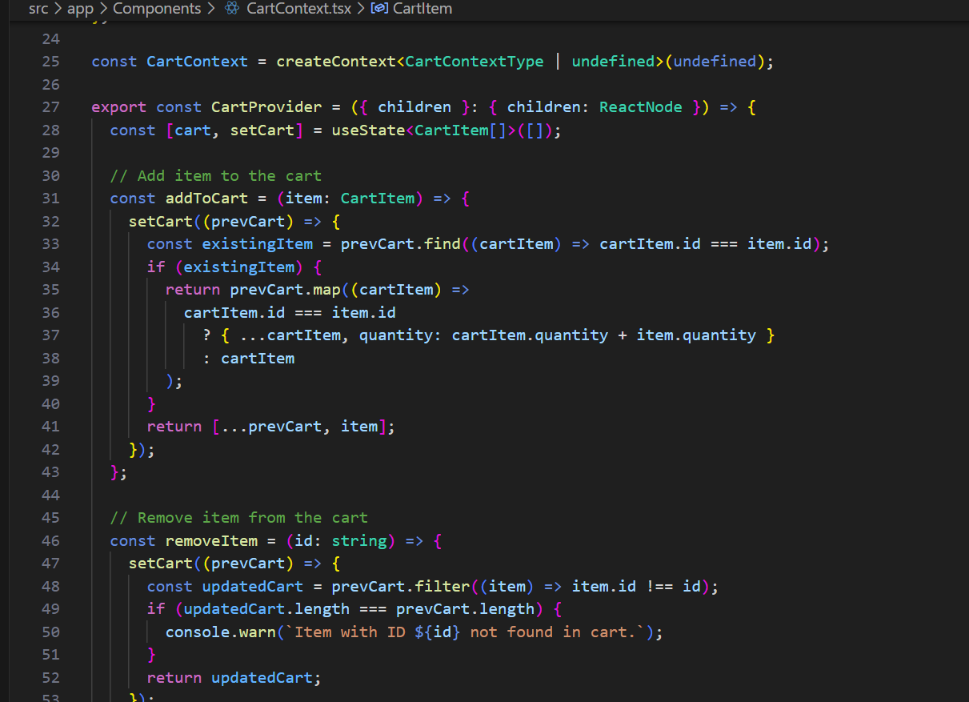 src > app > Components > CartContext.tsx > CartItem
24
25 const CartContext = createContext<CartContextType | undefined>(undefined);
26
27 export const CartProvider = ({ children }: { children: ReactNode }) => {
28   const [cart, setCart] = useState<CartItem[]>([]);
29
30   // Add item to the cart
31   const addToCart = (item: CartItem) => {
32     setCart((prevCart) => {
33       const existingItem = prevCart.find((cartItem) => cartItem.id === item.id);
34       if (existingItem) {
35         return prevCart.map((cartItem) =>
36           cartItem.id === item.id
37             ? { ...cartItem, quantity: cartItem.quantity + item.quantity }
38             : cartItem
39         );
40       }
41       return [...prevCart, item];
42     });
43   };
44
45   // Remove item from the cart
46   const removeItem = (id: string) => {
47     setCart((prevCart) => {
48       const updatedCart = prevCart.filter((item) => item.id !== id);
49       if (updatedCart.length === prevCart.length) {
50         console.warn(`Item with ID ${id} not found in cart.`);
51       }
52       return updatedCart;
53     });